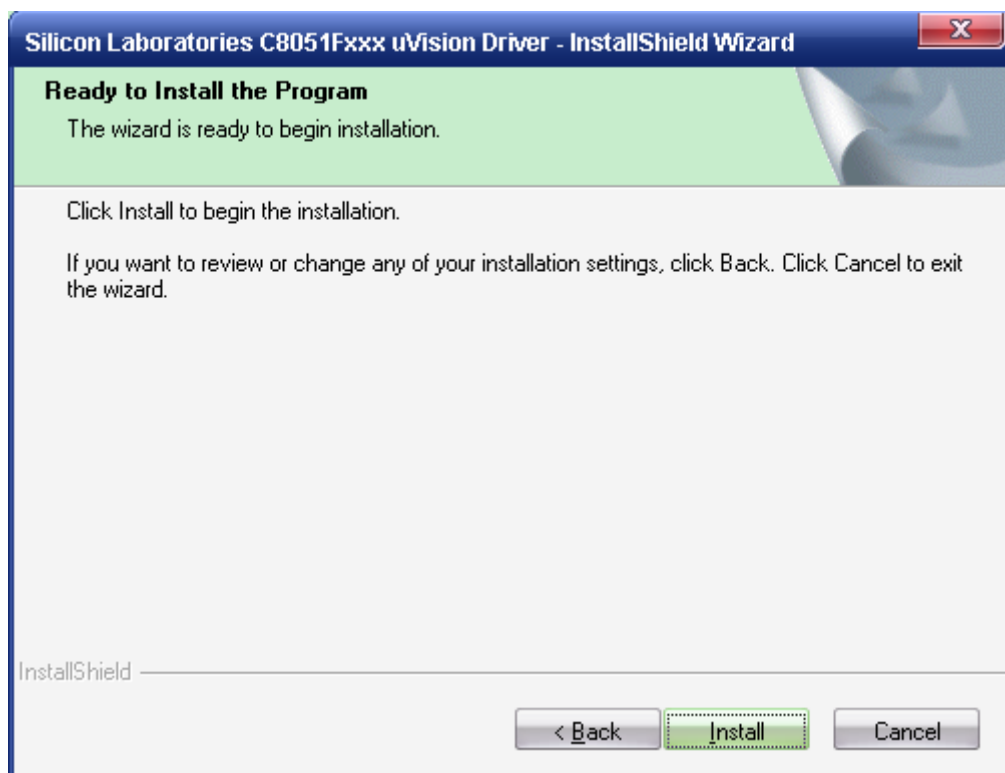 Silicon Laboratories C8051Fxxx uVision Driver - InstallShield Wizard
Ready to Install the Program
The wizard is ready to begin installation.
Click Install to begin the installation.
If you want to review or change any of your installation settings, click Back. Click Cancel to exit
the wizard.
InstallShield
< Back
Install
Cancel